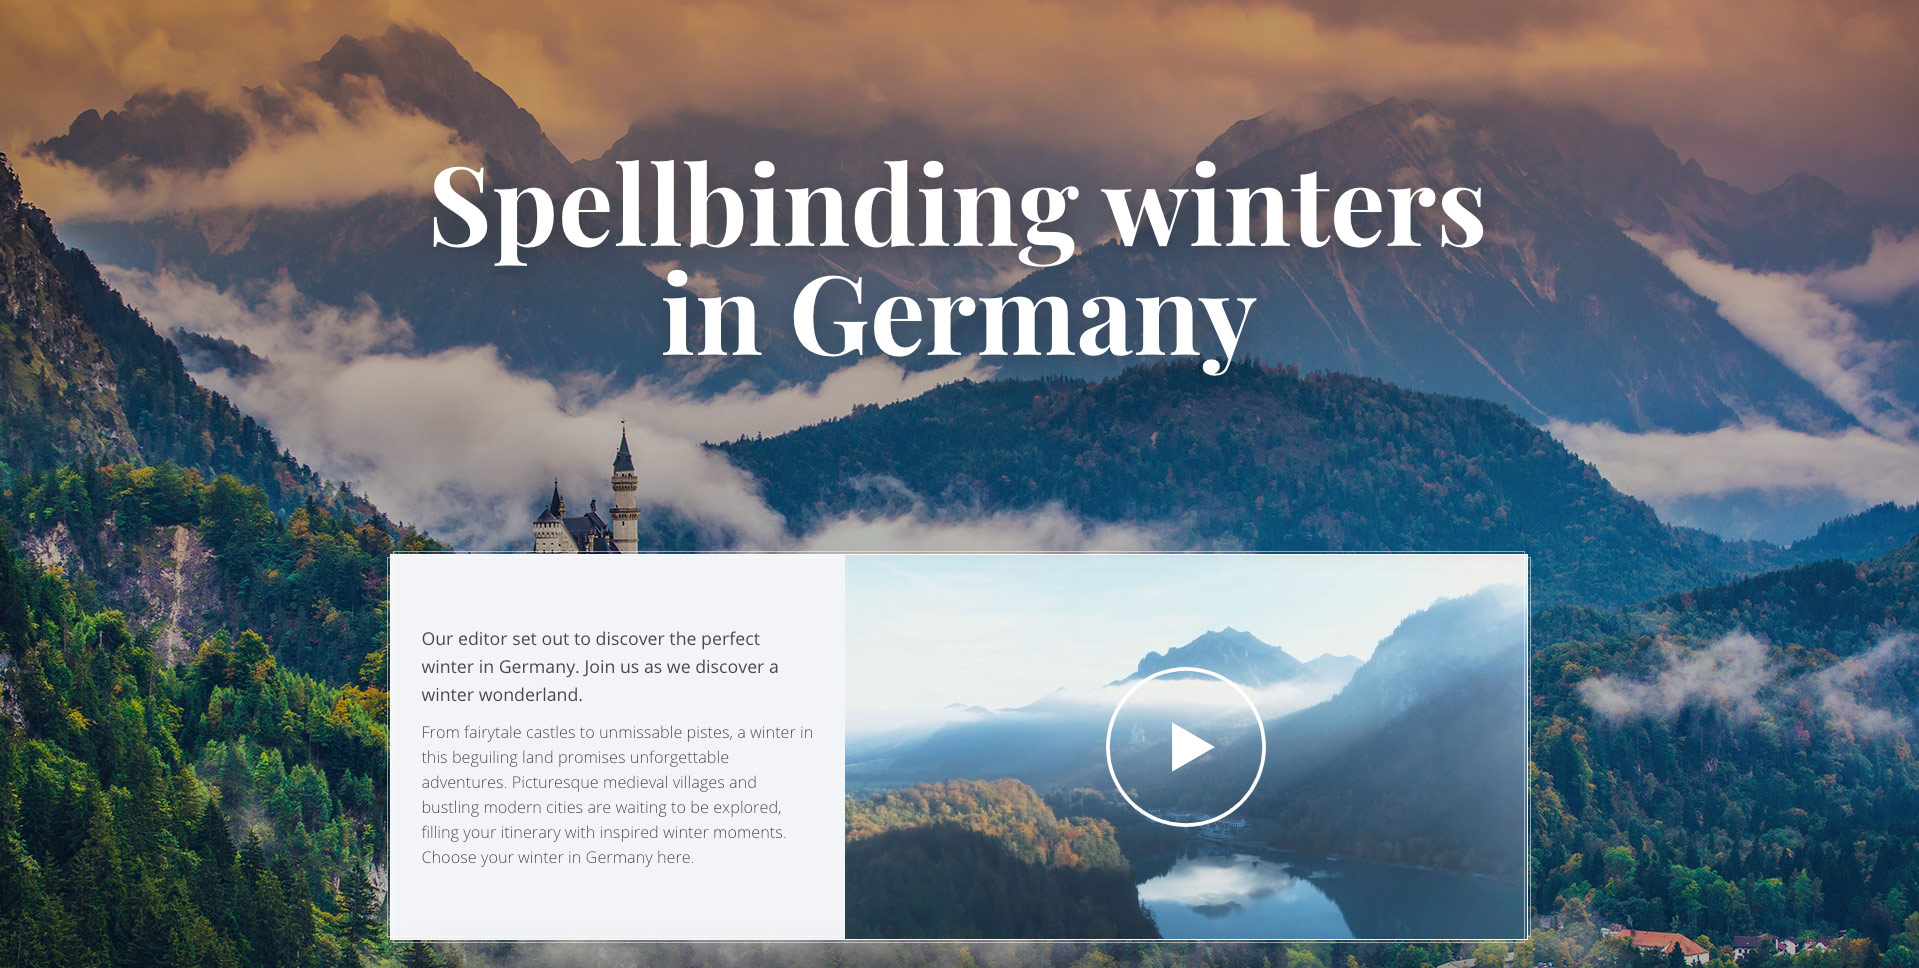 Spellbinding winters
in Germany
Our editor set out to discover the perfect
winter in Germany. Join us as we discover a
winter wonderland.
From fairytale castles to unmissable pistes, a winter in
this beguiling land promises unforgettable
adventures. Picturesque medieval villages and
bustling modern cities are waiting to be explored,
filling your itinerary with inspired winter moments.
Choose your winter in Germany here.